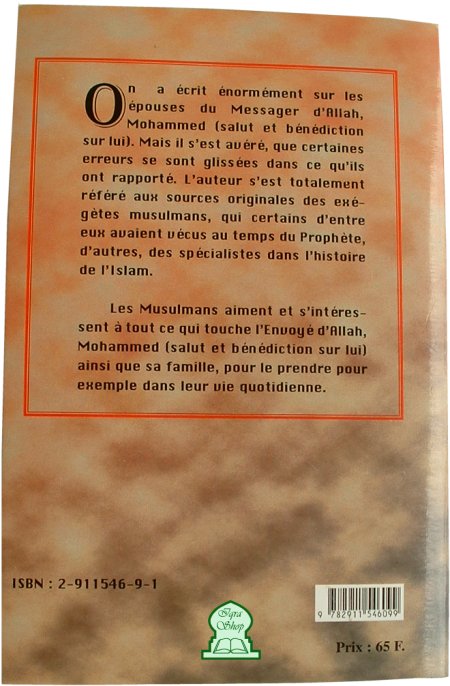 On a écrit énormément sur les
épouses du Messager d'Allah,
Mohammed (salut et bénédiction
sur lui). Mais il s'est avéré, que certaines
erreurs se sont glissées dans ce qu'ils
ont rapporté. L'auteur s'est totalement
référé aux sources originales des exé-
gètes musulmans, qui certains d'entre
eux avaient vécus au temps du Prophète,
d'autres, des spécialistes dans l'histoire
de l'Islam.
Les Musulmans aiment et s'intéres-
sent à tout ce qui touche l'Envoyé d'Allah,
Mohammed (salut et bénédiction sur lui)
ainsi que sa famille, pour le prendre pour
exemple dans leur vie quotidienne.
ISBN : 2-911546-9-1
9 782911 546099
Iqra
Shop
Prix : 65 F.